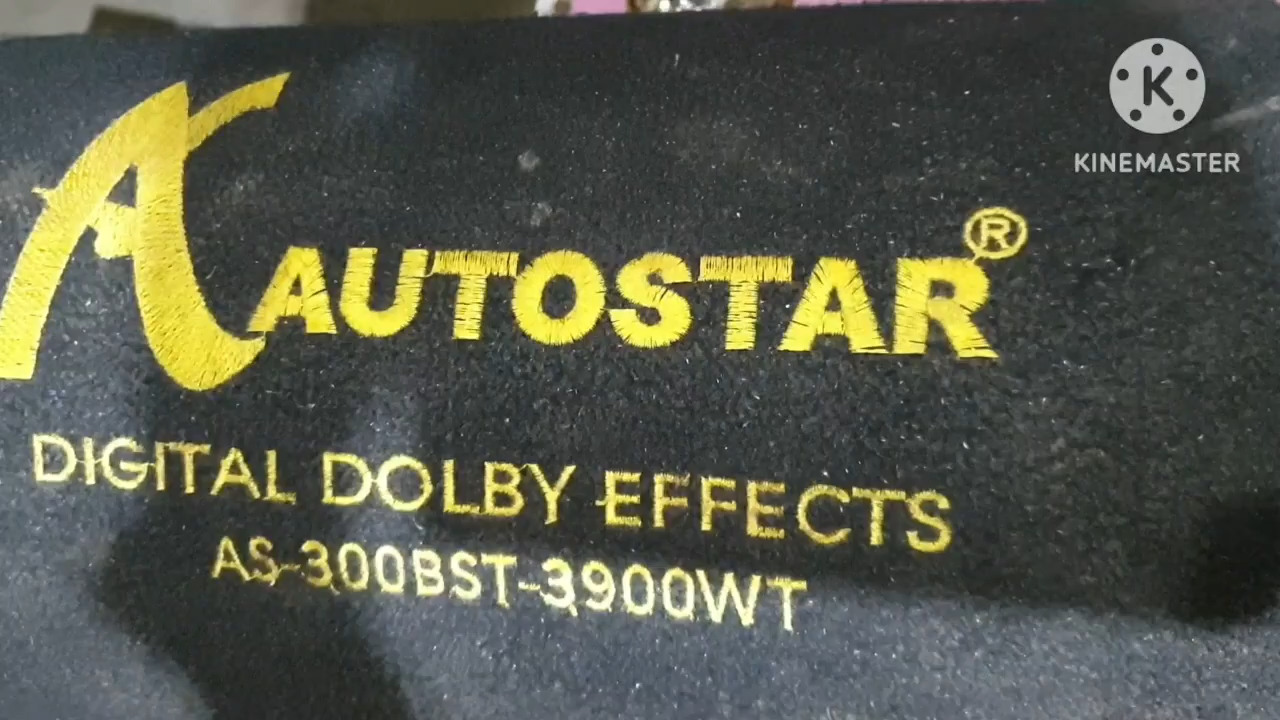 K
KINEMASTER
AUTOSTAR®
DIGITAL DOLBY EFFECTS
AS-300BST-3900WT